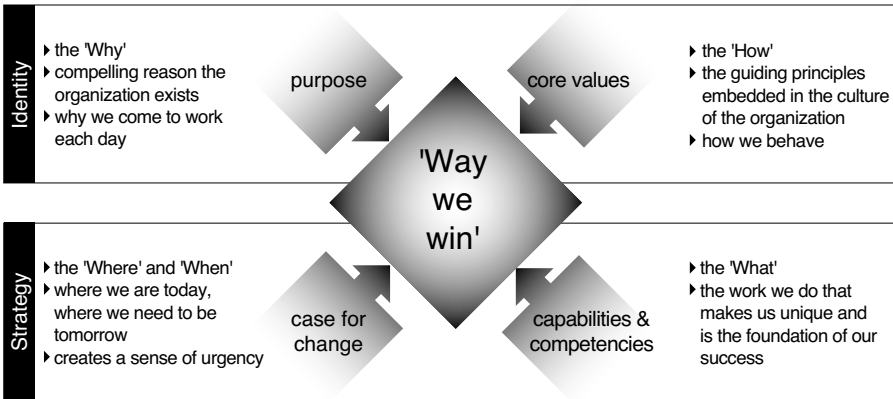 Identity
the 'Why'
compelling reason the
organization exists
why we come to work
each day
purpose
core values
the 'How'
the guiding principles
embedded in the culture
of the organization
how we behave
'Way
we
win'
Strategy
the 'Where' and 'When'
where we are today,
where we need to be
tomorrow
creates a sense of urgency
case for
change
capabilities &
competencies
the 'What'
the work we do that
makes us unique and
is the foundation of our
success